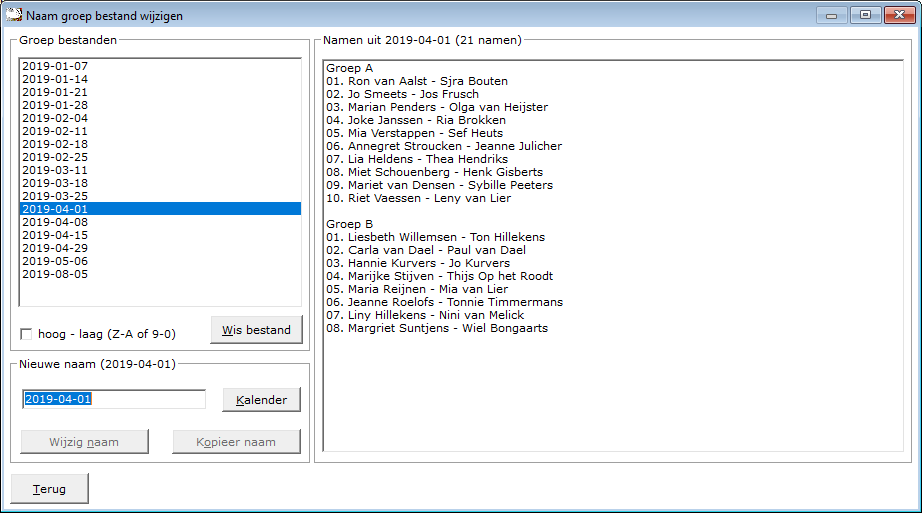 Naam groep bestand wijzigen
Groep bestanden
2019-01-07
2019-01-14
2019-01-21
2019-01-28
2019-02-04
2019-02-11
2019-02-18
2019-02-25
2019-03-11
2019-03-18
2019-03-25
2019-04-01
2019-04-08
2019-04-15
2019-04-29
2019-05-06
2019-08-05
hoog - laag (Z-A of 9-0)
Wis bestand
Nieuwe naam (2019-04-01)
2019-04-01
Kalender
Wijzig naam
Kopieer naam
Terug
Namen uit 2019-04-01 (21 namen)
Groep A
01. Ron van Aalst - Sjra Bouten
02. Jo Smeets - Jos Frusch
03. Marian Penders - Olga van Heijster
04. Joke Janssen - Ria Brokken
05. Mia Verstappen - Sef Heuts
06. Annegret Stroucken - Jeanne Julicher
07. Lia Heldens - Thea Hendriks
08. Miet Schouenberg - Henk Gisberts
09. Mariet van Densen - Sybille Peeters
10. Riet Vaessen - Leny van Lier
Groep B
01. Liesbeth Willemsen - Ton Hillekens
02. Carla van Dael - Paul van Dael
03. Hannie Kurvers - Jo Kurvers
04. Marijke Stijven - Thijs Op het Roodt
05. Maria Reijnen - Mia van Lier
06. Jeanne Roelofs - Tonnie Timmermans
07. Liny Hillekens - Nini van Melick
08. Margriet Suntjens - Wiel Bongaarts